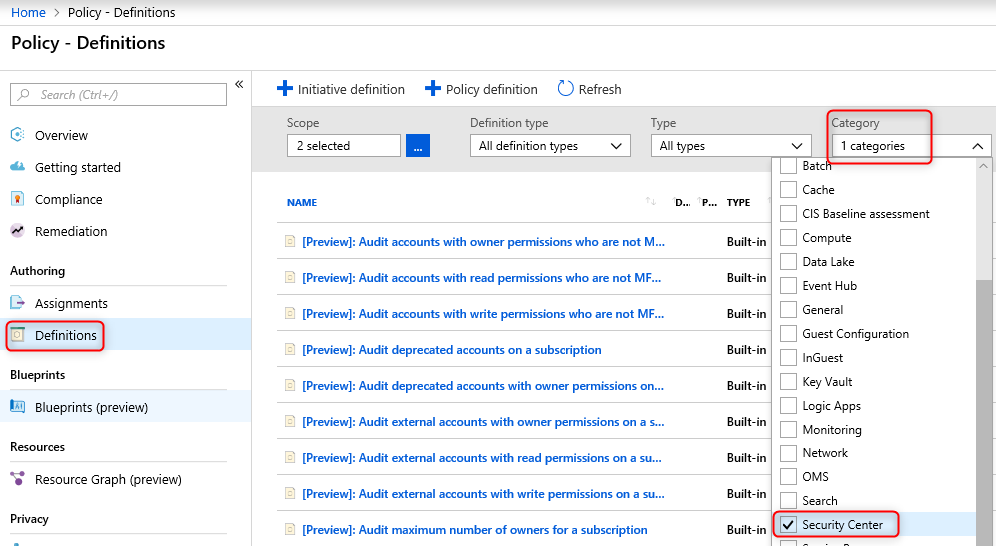 Home > Policy - Definitions
Policy - Definitions
Search (Ctrl+/)
«
Overview
Getting started
Compliance
Remediation
Authoring
Assignments
Definitions
Blueprints
Blueprints (preview)
Resources
Resource Graph (preview)
Privacy
Initiative definition
Policy definition
Refresh
Scope
2 selected
...
Definition type
All definition types
Type
All types
Category
1 categories
NAME D... P... TYPE
[Preview]: Audit accounts with owner permissions who are not M... Built-in
[Preview]: Audit accounts with read permissions who are not MF... Built-in
[Preview]: Audit accounts with write permissions who are not MF... Built-in
[Preview]: Audit deprecated accounts on a subscription Built-in
[Preview]: Audit deprecated accounts with owner permissions on... Built-in
[Preview]: Audit external accounts with owner permissions on a s... Built-in
[Preview]: Audit external accounts with read permissions on a su... Built-in
[Preview]: Audit external accounts with write permissions on a su... Built-in
[Preview]: Audit maximum number of owners for a subscription Built-in
Batch
Cache
CIS Baseline assessment
Compute
Data Lake
Event Hub
General
Guest Configuration
InGuest
Key Vault
Logic Apps
Monitoring
Network
OMS
Search
Security Center